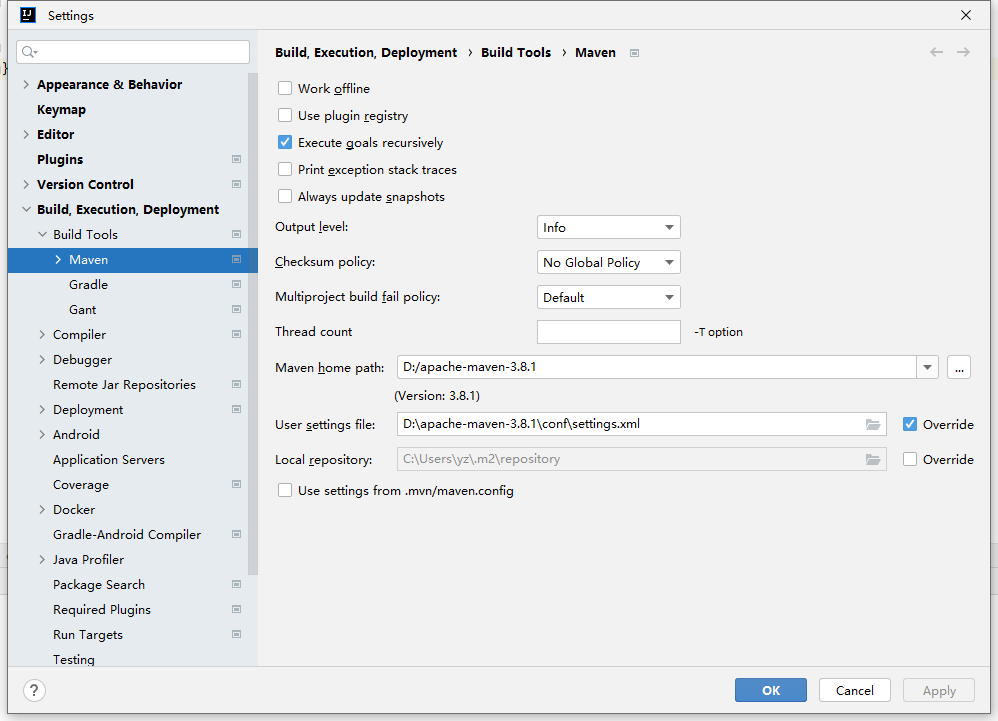 Settings
Build, Execution, Deployment › Build Tools › Maven
Appearance & Behavior
Keymap
Editor
Plugins
Version Control
Build, Execution, Deployment
Build Tools
Maven
Gradle
Gant
Compiler
Debugger
Remote Jar Repositories
Deployment
Android
Application Servers
Coverage
Docker
Gradle-Android Compiler
Java Profiler
Package Search
Required Plugins
Run Targets
Testing
Work offline
Use plugin registry
Execute goals recursively
Print exception stack traces
Always update snapshots
Output level: Info
Checksum policy: No Global Policy
Multiproject build fail policy: Default
Thread count -T option
Maven home path: D:/apache-maven-3.8.1 ...
(Version: 3.8.1)
User settings file: D:\apache-maven-3.8.1\conf\settings.xml Override
Local repository: C:\Users\yz\.m2\repository Override
Use settings from .mvn/maven.config
? OK Cancel Apply